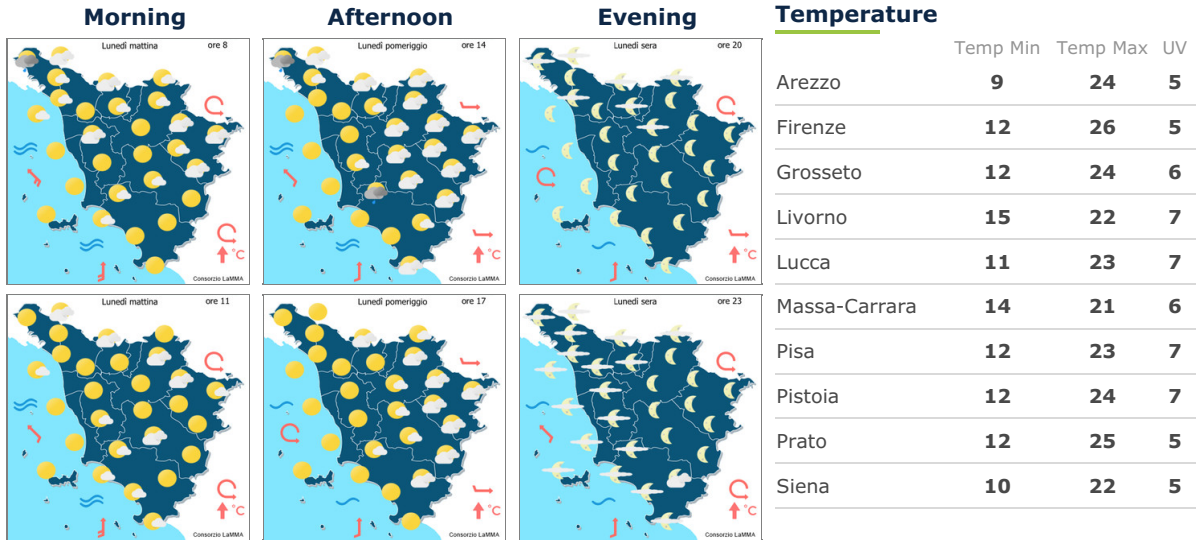 Morning
Afternoon
Evening
Temperature
Lunedì mattina ore 8
°C
Consorzio LaMMA
Lunedì pomeriggio ore 14
°C
Consorzio LaMMA
Lunedì sera ore 20
°C
Consorzio LaMMA
Lunedì mattina ore 11
°C
Consorzio LaMMA
Lunedì pomeriggio ore 17
°C
Consorzio LaMMA
Lunedì sera ore 23
°C
Consorzio LaMMA
Temp Min Temp Max UV
Arezzo 9 24 5
Firenze 12 26 5
Grosseto 12 24 6
Livorno 15 22 7
Lucca 11 23 7
Massa-Carrara 14 21 6
Pisa 12 23 7
Pistoia 12 24 7
Prato 12 25 5
Siena 10 22 5